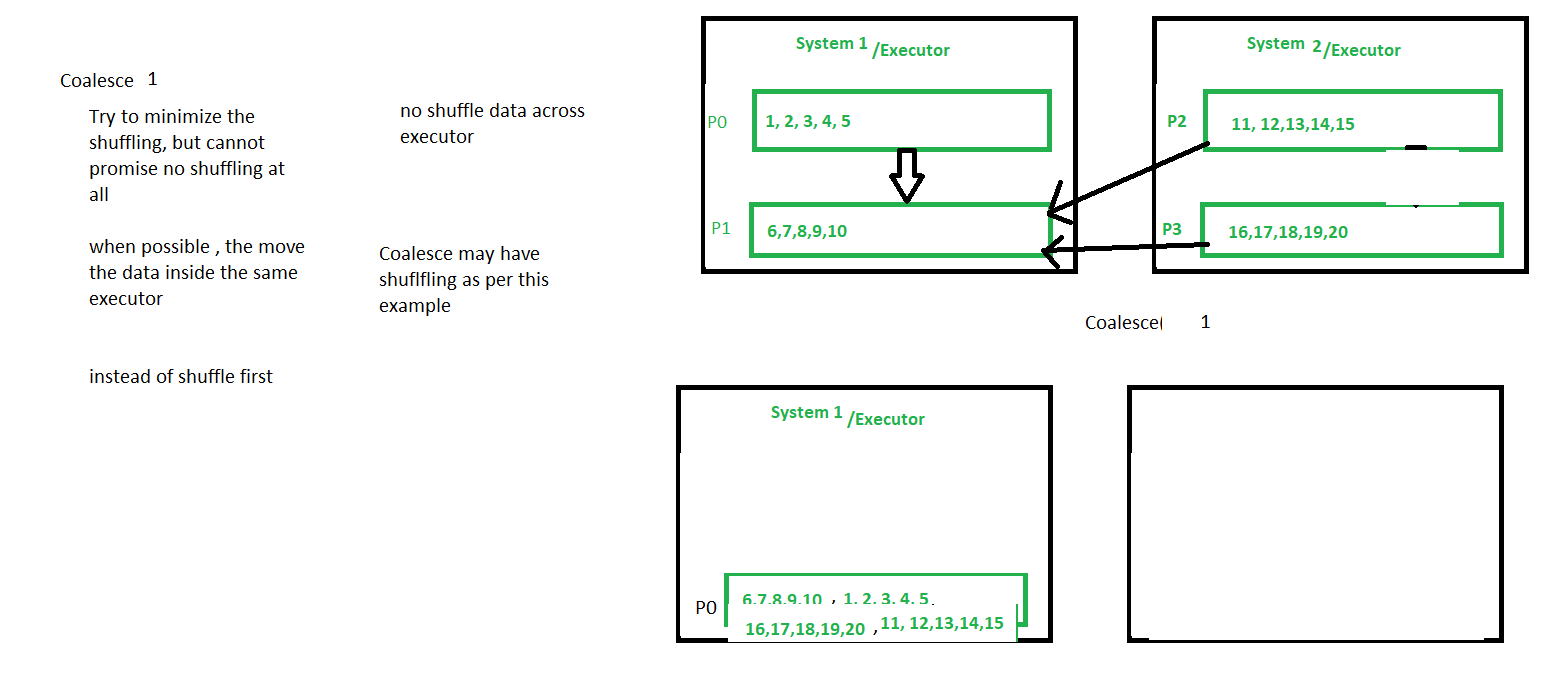 Coalesce 1
Try to minimize the
shuffling, but cannot
promise no shuffling at
all
when possible , the move
the data inside the same
executor
instead of shuffle first
no shuffle data across
executor
Coalesce may have
shuflfling as per this
example
System 1 /Executor
P0 1, 2, 3, 4, 5
P1 6,7,8,9,10
System 2/Executor
P2 11, 12,13,14,15
P3 16,17,18,19,20
Coalesce( 1
System 1 /Executor
P0 6,7,8,9,10 , 1, 2, 3, 4, 5,
16,17,18,19,20 , 11, 12,13,14,15